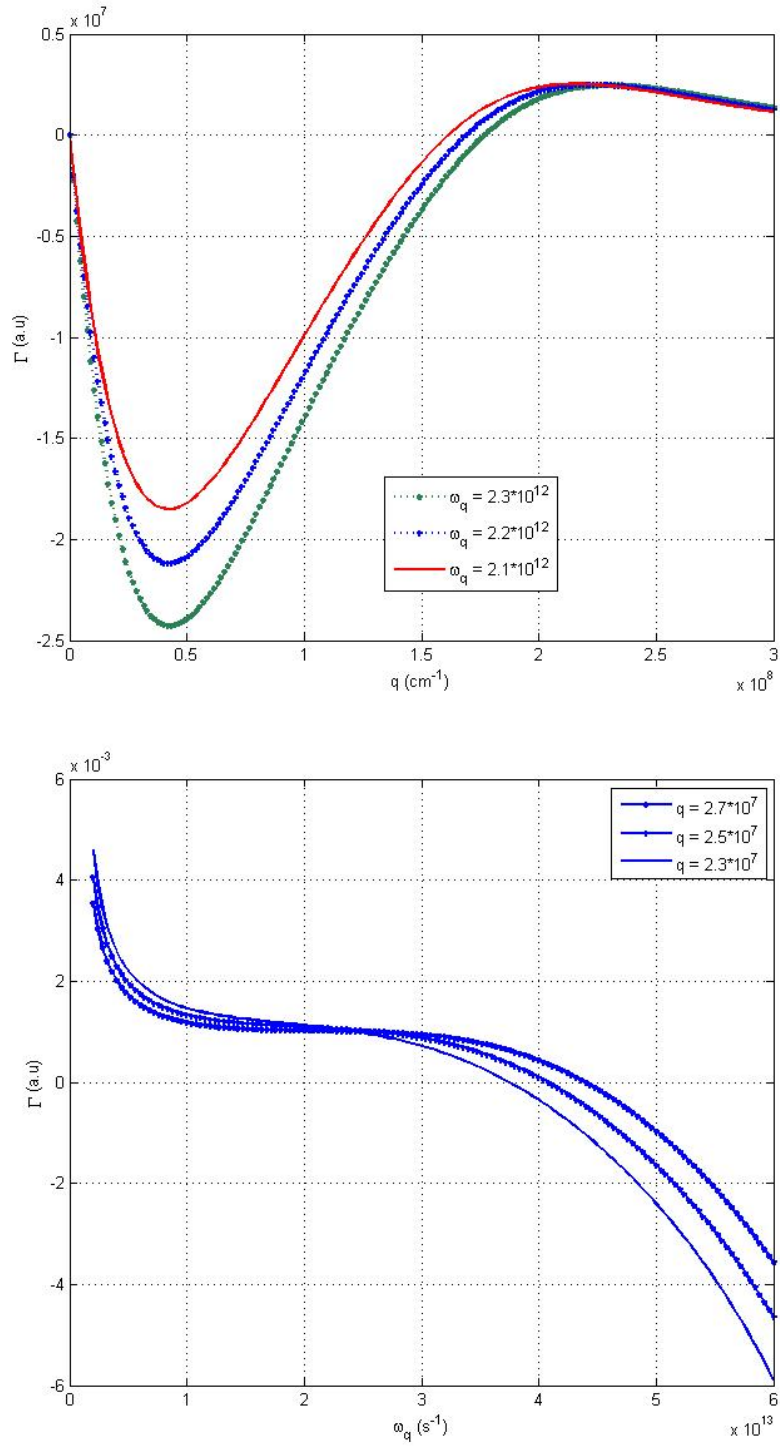 x 10^7
0.5
0
-0.5
-1
-1.5
-2
-2.5
Γ (a.u)
ω_q = 2.3*10^12
ω_q = 2.2*10^12
ω_q = 2.1*10^12
0 0.5 1 1.5 2 2.5 3
q (cm^-1)
x 10^8
x 10^-3
6
4
2
0
-2
-4
-6
Γ (a.u)
q = 2.7*10^7
q = 2.5*10^7
q = 2.3*10^7
0 1 2 3 4 5 6
ω_q (s^-1)
x 10^13